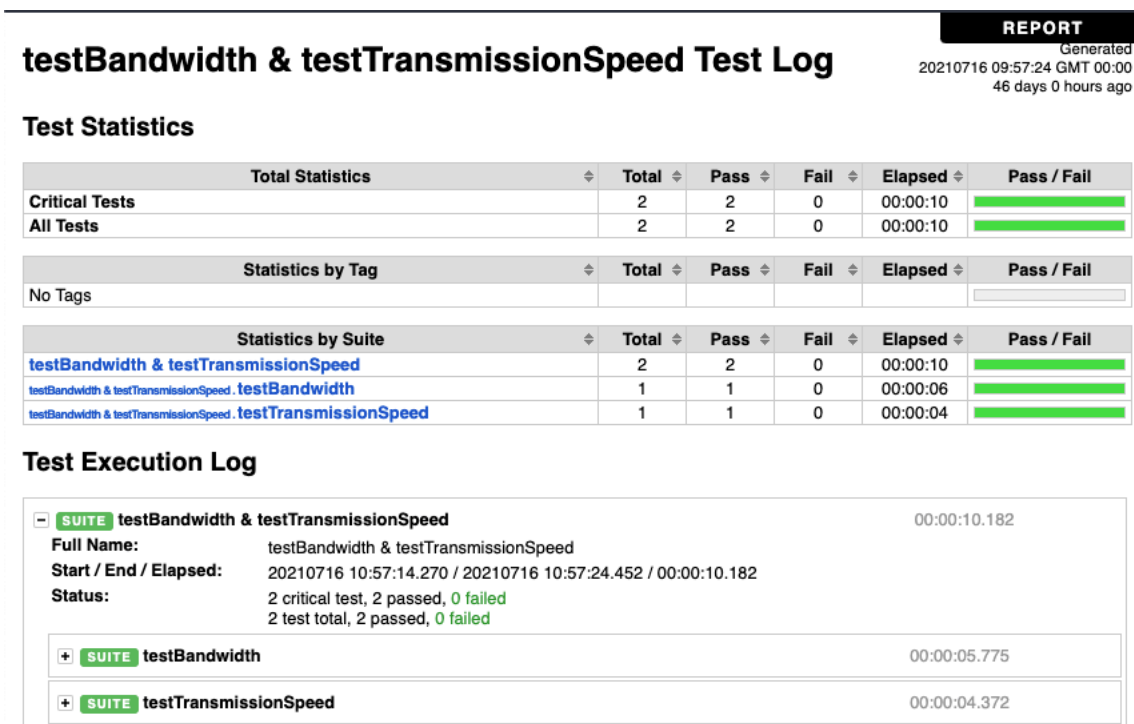 REPORT
testBandwidth & testTransmissionSpeed Test Log
Generated
20210716 09:57:24 GMT 00:00
46 days 0 hours ago
Test Statistics
Total Statistics Total Pass Fail Elapsed Pass / Fail
Critical Tests 2 2 0 00:00:10
All Tests 2 2 0 00:00:10
Statistics by Tag Total Pass Fail Elapsed Pass / Fail
No Tags
Statistics by Suite Total Pass Fail Elapsed Pass / Fail
testBandwidth & testTransmissionSpeed 2 2 0 00:00:10
testBandwidth & testTransmissionSpeed . testBandwidth 1 1 0 00:00:06
testBandwidth & testTransmissionSpeed . testTransmissionSpeed 1 1 0 00:00:04
Test Execution Log
- SUITE testBandwidth & testTransmissionSpeed 00:00:10.182
Full Name: testBandwidth & testTransmissionSpeed
Start / End / Elapsed: 20210716 10:57:14.270 / 20210716 10:57:24.452 / 00:00:10.182
Status: 2 critical test, 2 passed, 0 failed
2 test total, 2 passed, 0 failed
+ SUITE testBandwidth 00:00:05.775
+ SUITE testTransmissionSpeed 00:00:04.372